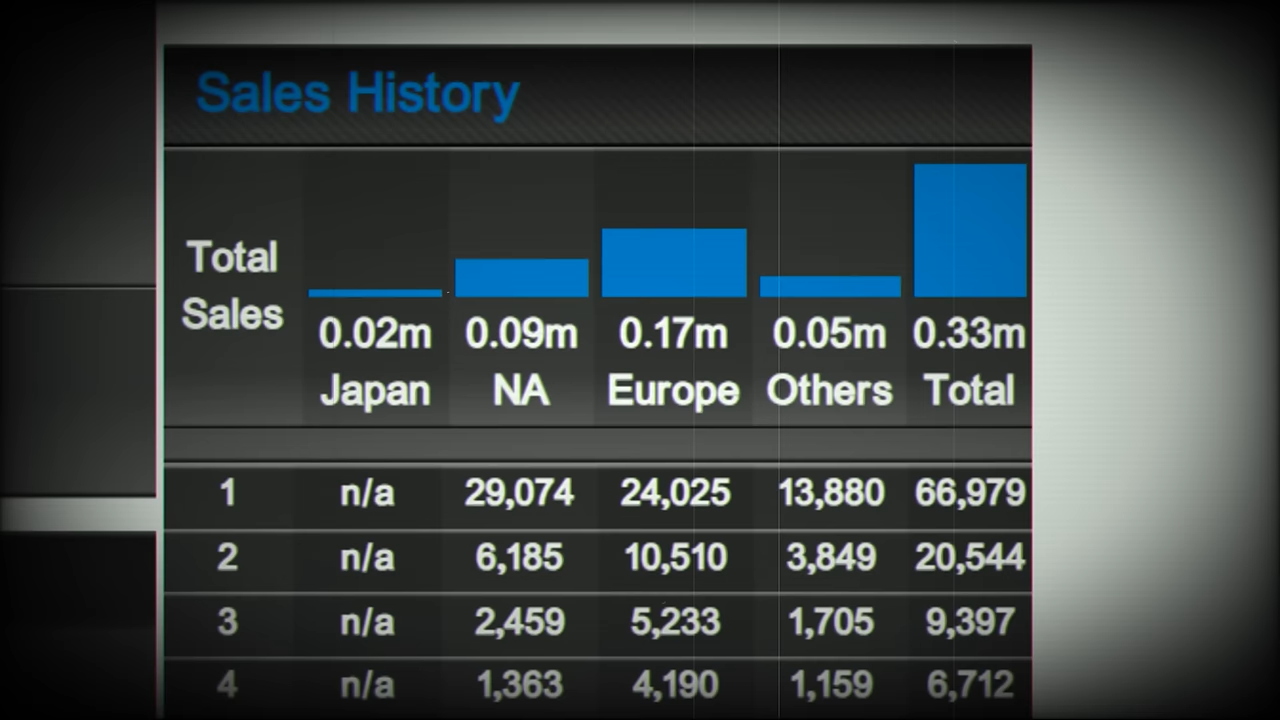 Sales History
Total Sales
0.02m 0.09m 0.17m 0.05m 0.33m
Japan NA Europe Others Total
1 n/a 29,074 24,025 13,880 66,979
2 n/a 6,185 10,510 3,849 20,544
3 n/a 2,459 5,233 1,705 9,397
4 n/a 1,363 4,190 1,159 6,712